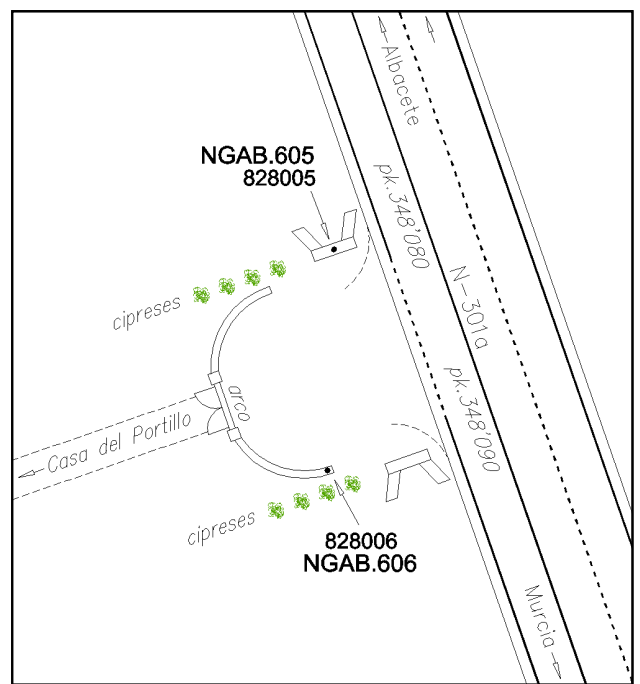 Albacete
NGAB.605
828005
pk.348'080
N-301a
cipreses
arco
pk.348'090
Casa del Portillo
cipreses
828006
NGAB.606
Murcia